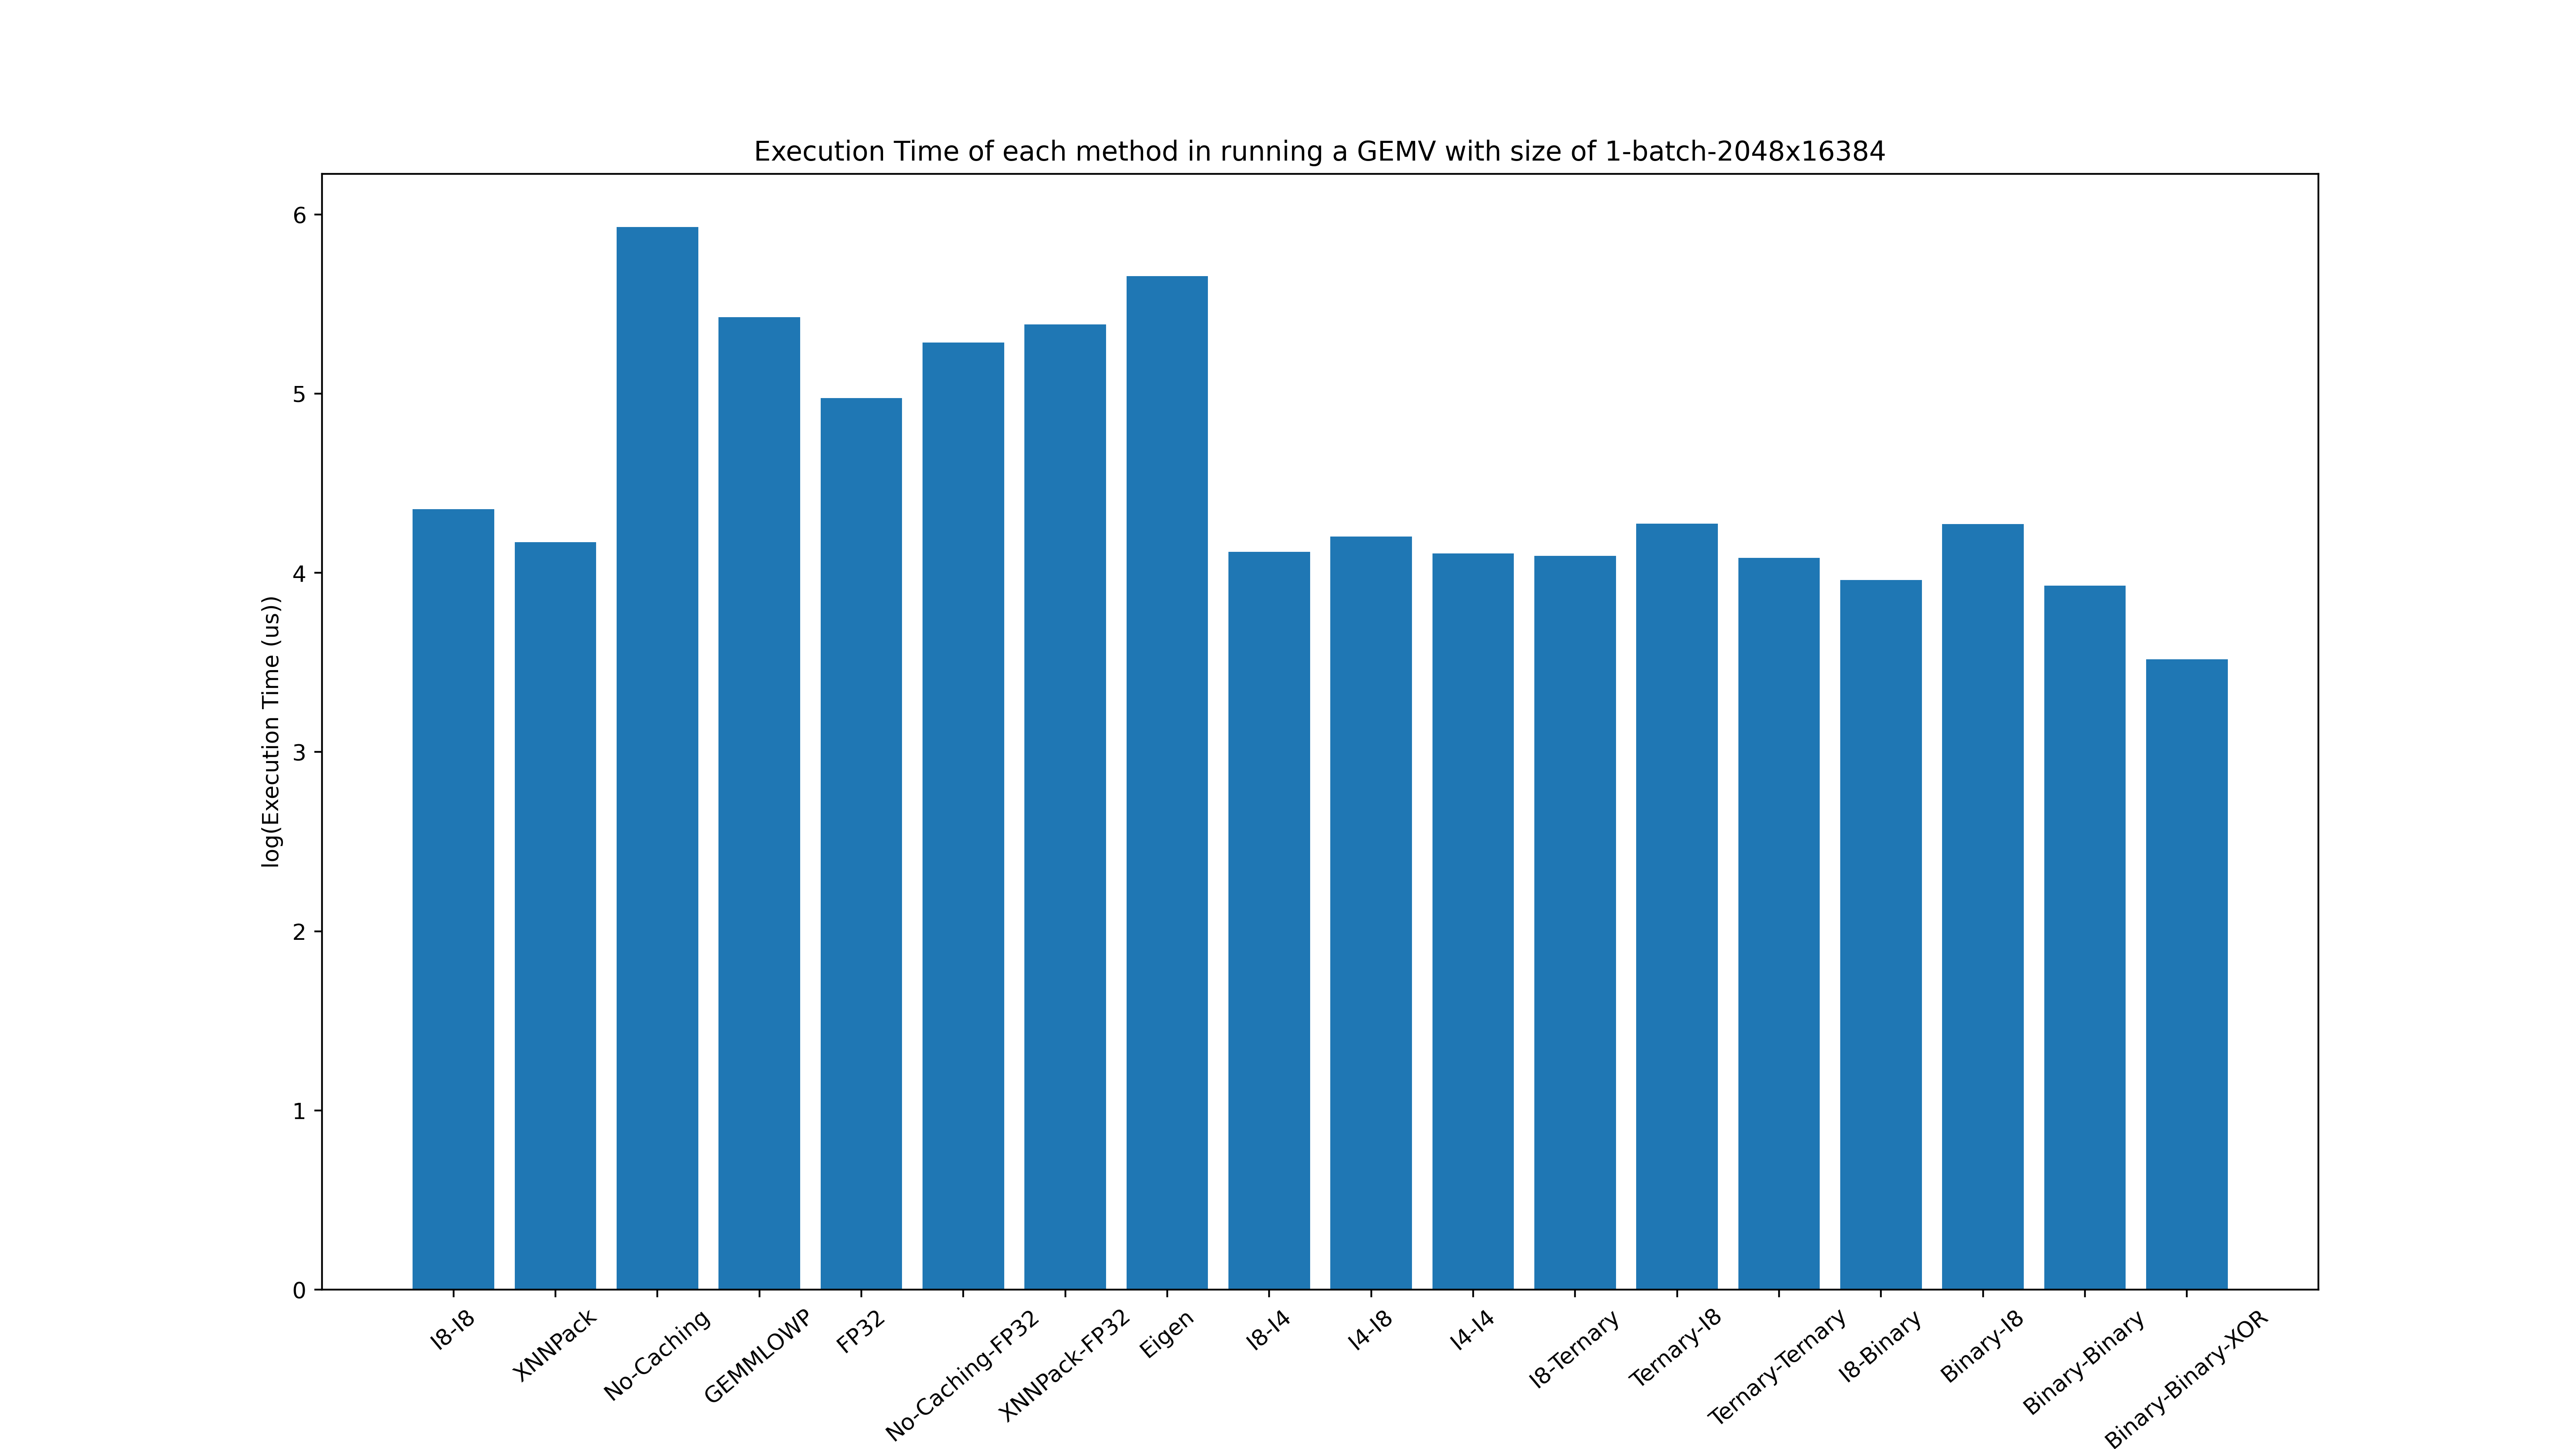 Execution Time of each method in running a GEMV with size of 1-batch-2048x16384
log(Execution Time (us))
6
5
4
3
2
1
0
I8-I8
XNNPack
No-Caching
GEMMLOWP
FP32
No-Caching-FP32
XNNPack-FP32
Eigen
I8-I4
I4-I8
I4-I4
I8-Ternary
Ternary-I8
Ternary-Ternary
I8-Binary
Binary-I8
Binary-Binary
Binary-Binary-XOR